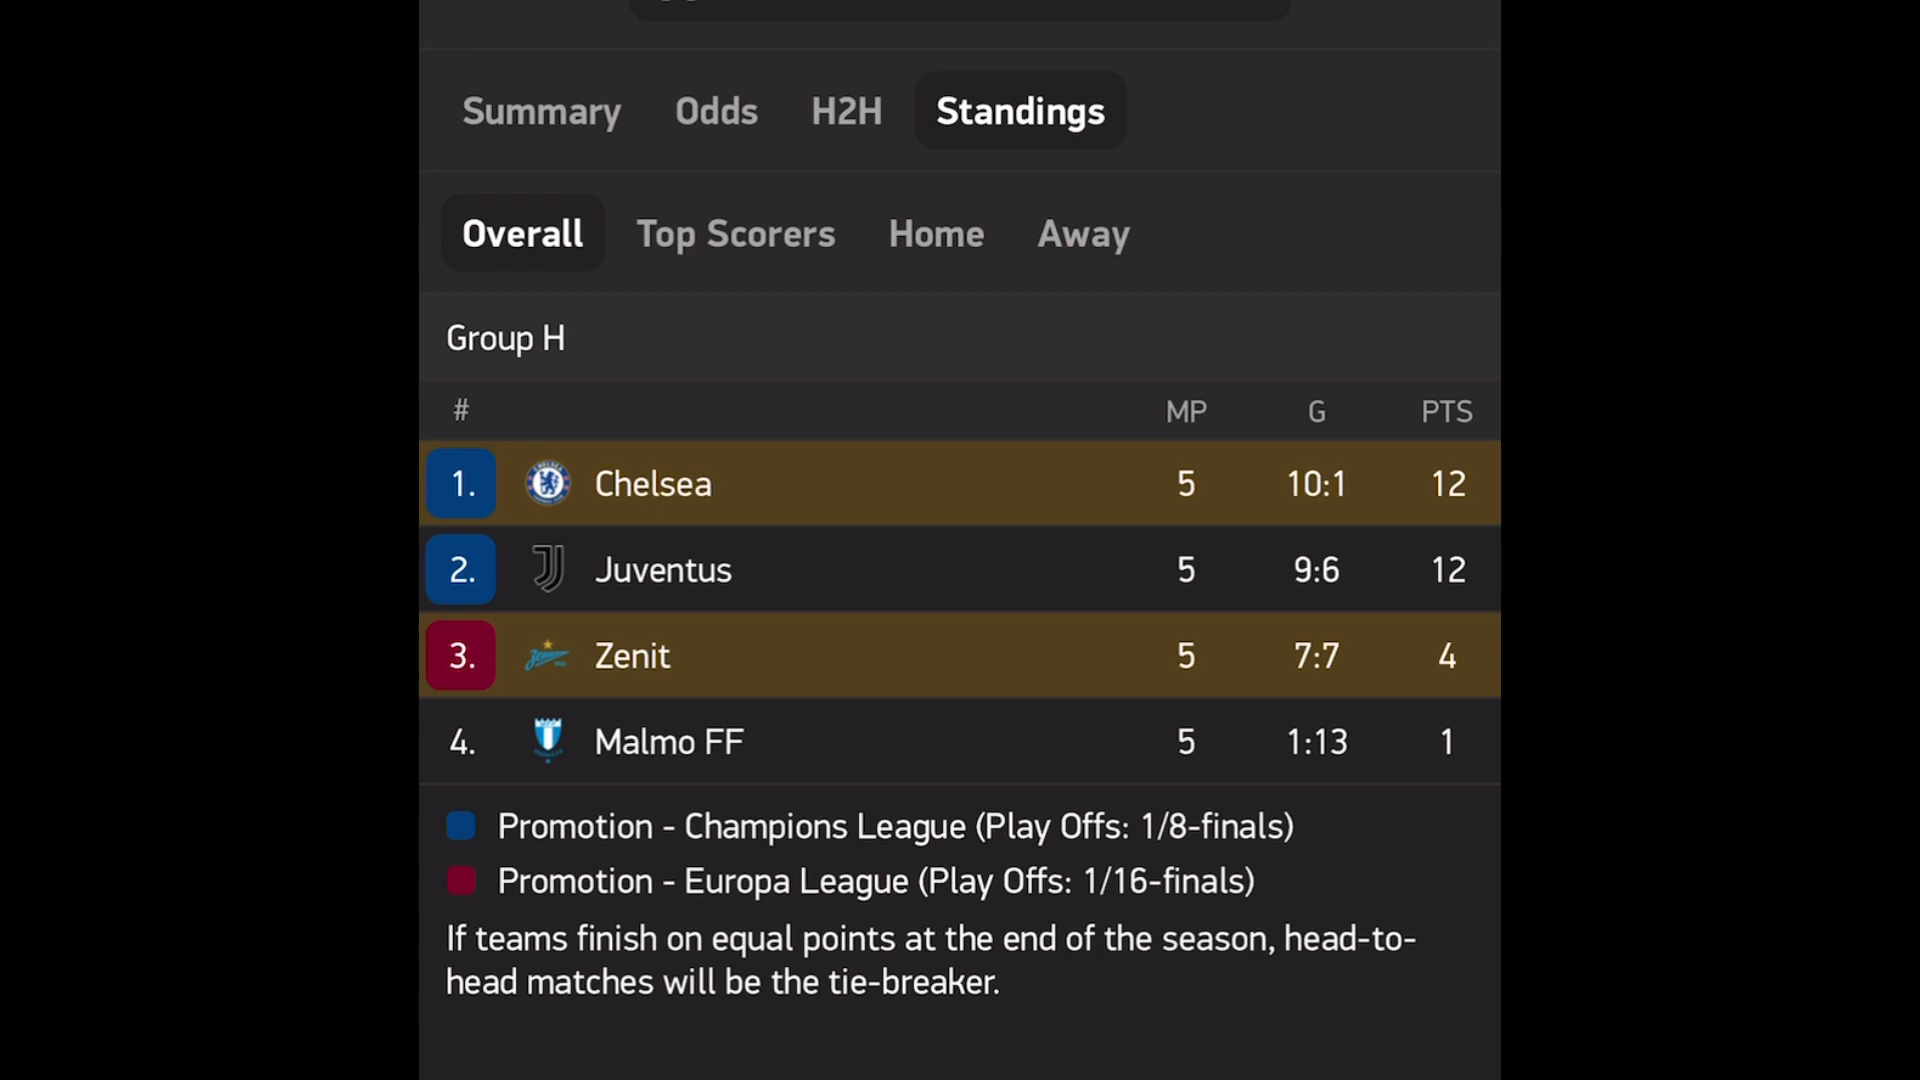 Summary Odds H2H Standings
Overall Top Scorers Home Away
Group H
# MP G PTS
1. Chelsea 5 10:1 12
2. Juventus 5 9:6 12
3. Zenit 5 7:7 4
4. Malmo FF 5 1:13 1
Promotion - Champions League (Play Offs: 1/8-finals)
Promotion - Europa League (Play Offs: 1/16-finals)
If teams finish on equal points at the end of the season, head-to-
head matches will be the tie-breaker.